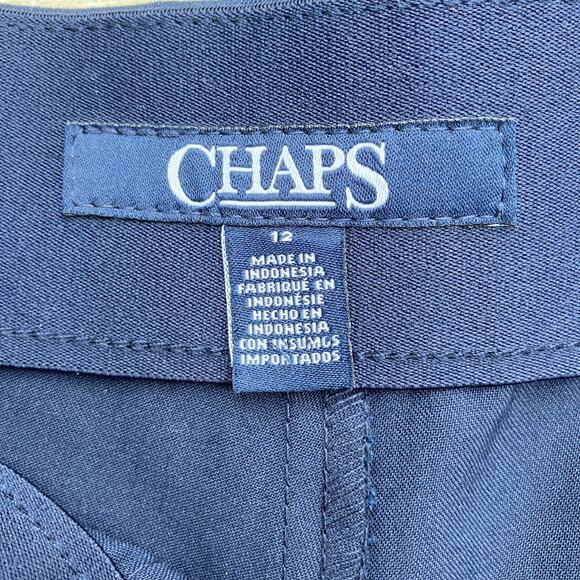 CHAPS
12
MADE IN
INDONESIA
FABRIQUÉ EN
INDONÉSIE
HECHO EN
INDONESIA
CON INSUMOS
IMPORTADOS